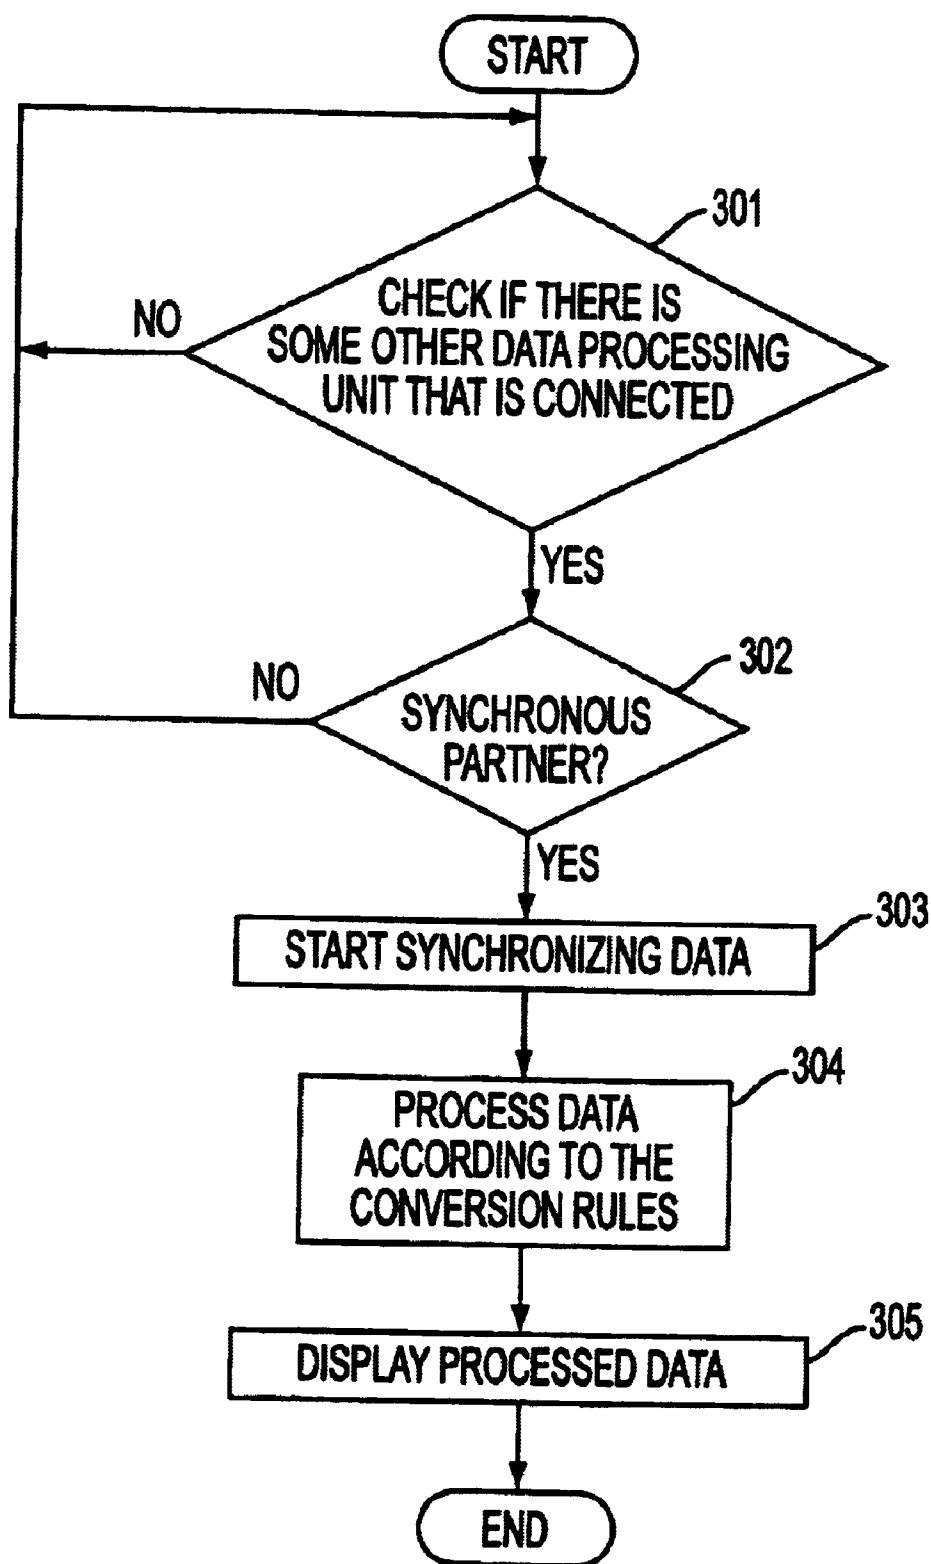 START
301
CHECK IF THERE IS
SOME OTHER DATA PROCESSING
UNIT THAT IS CONNECTED
NO
YES
302
NO
SYNCHRONOUS
PARTNER?
YES
303
START SYNCHRONIZING DATA
304
PROCESS DATA
ACCORDING TO THE
CONVERSION RULES
305
DISPLAY PROCESSED DATA
END